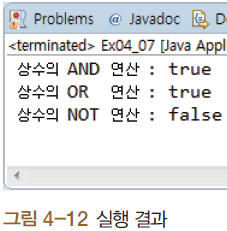 Problems @ Javadoc D
<terminated> Ex04_07 [Java Appl
상수의 AND 연산 : true
상수의 OR 연산 : true
상수의 NOT 연산 : false
그림 4-12 실행 결과